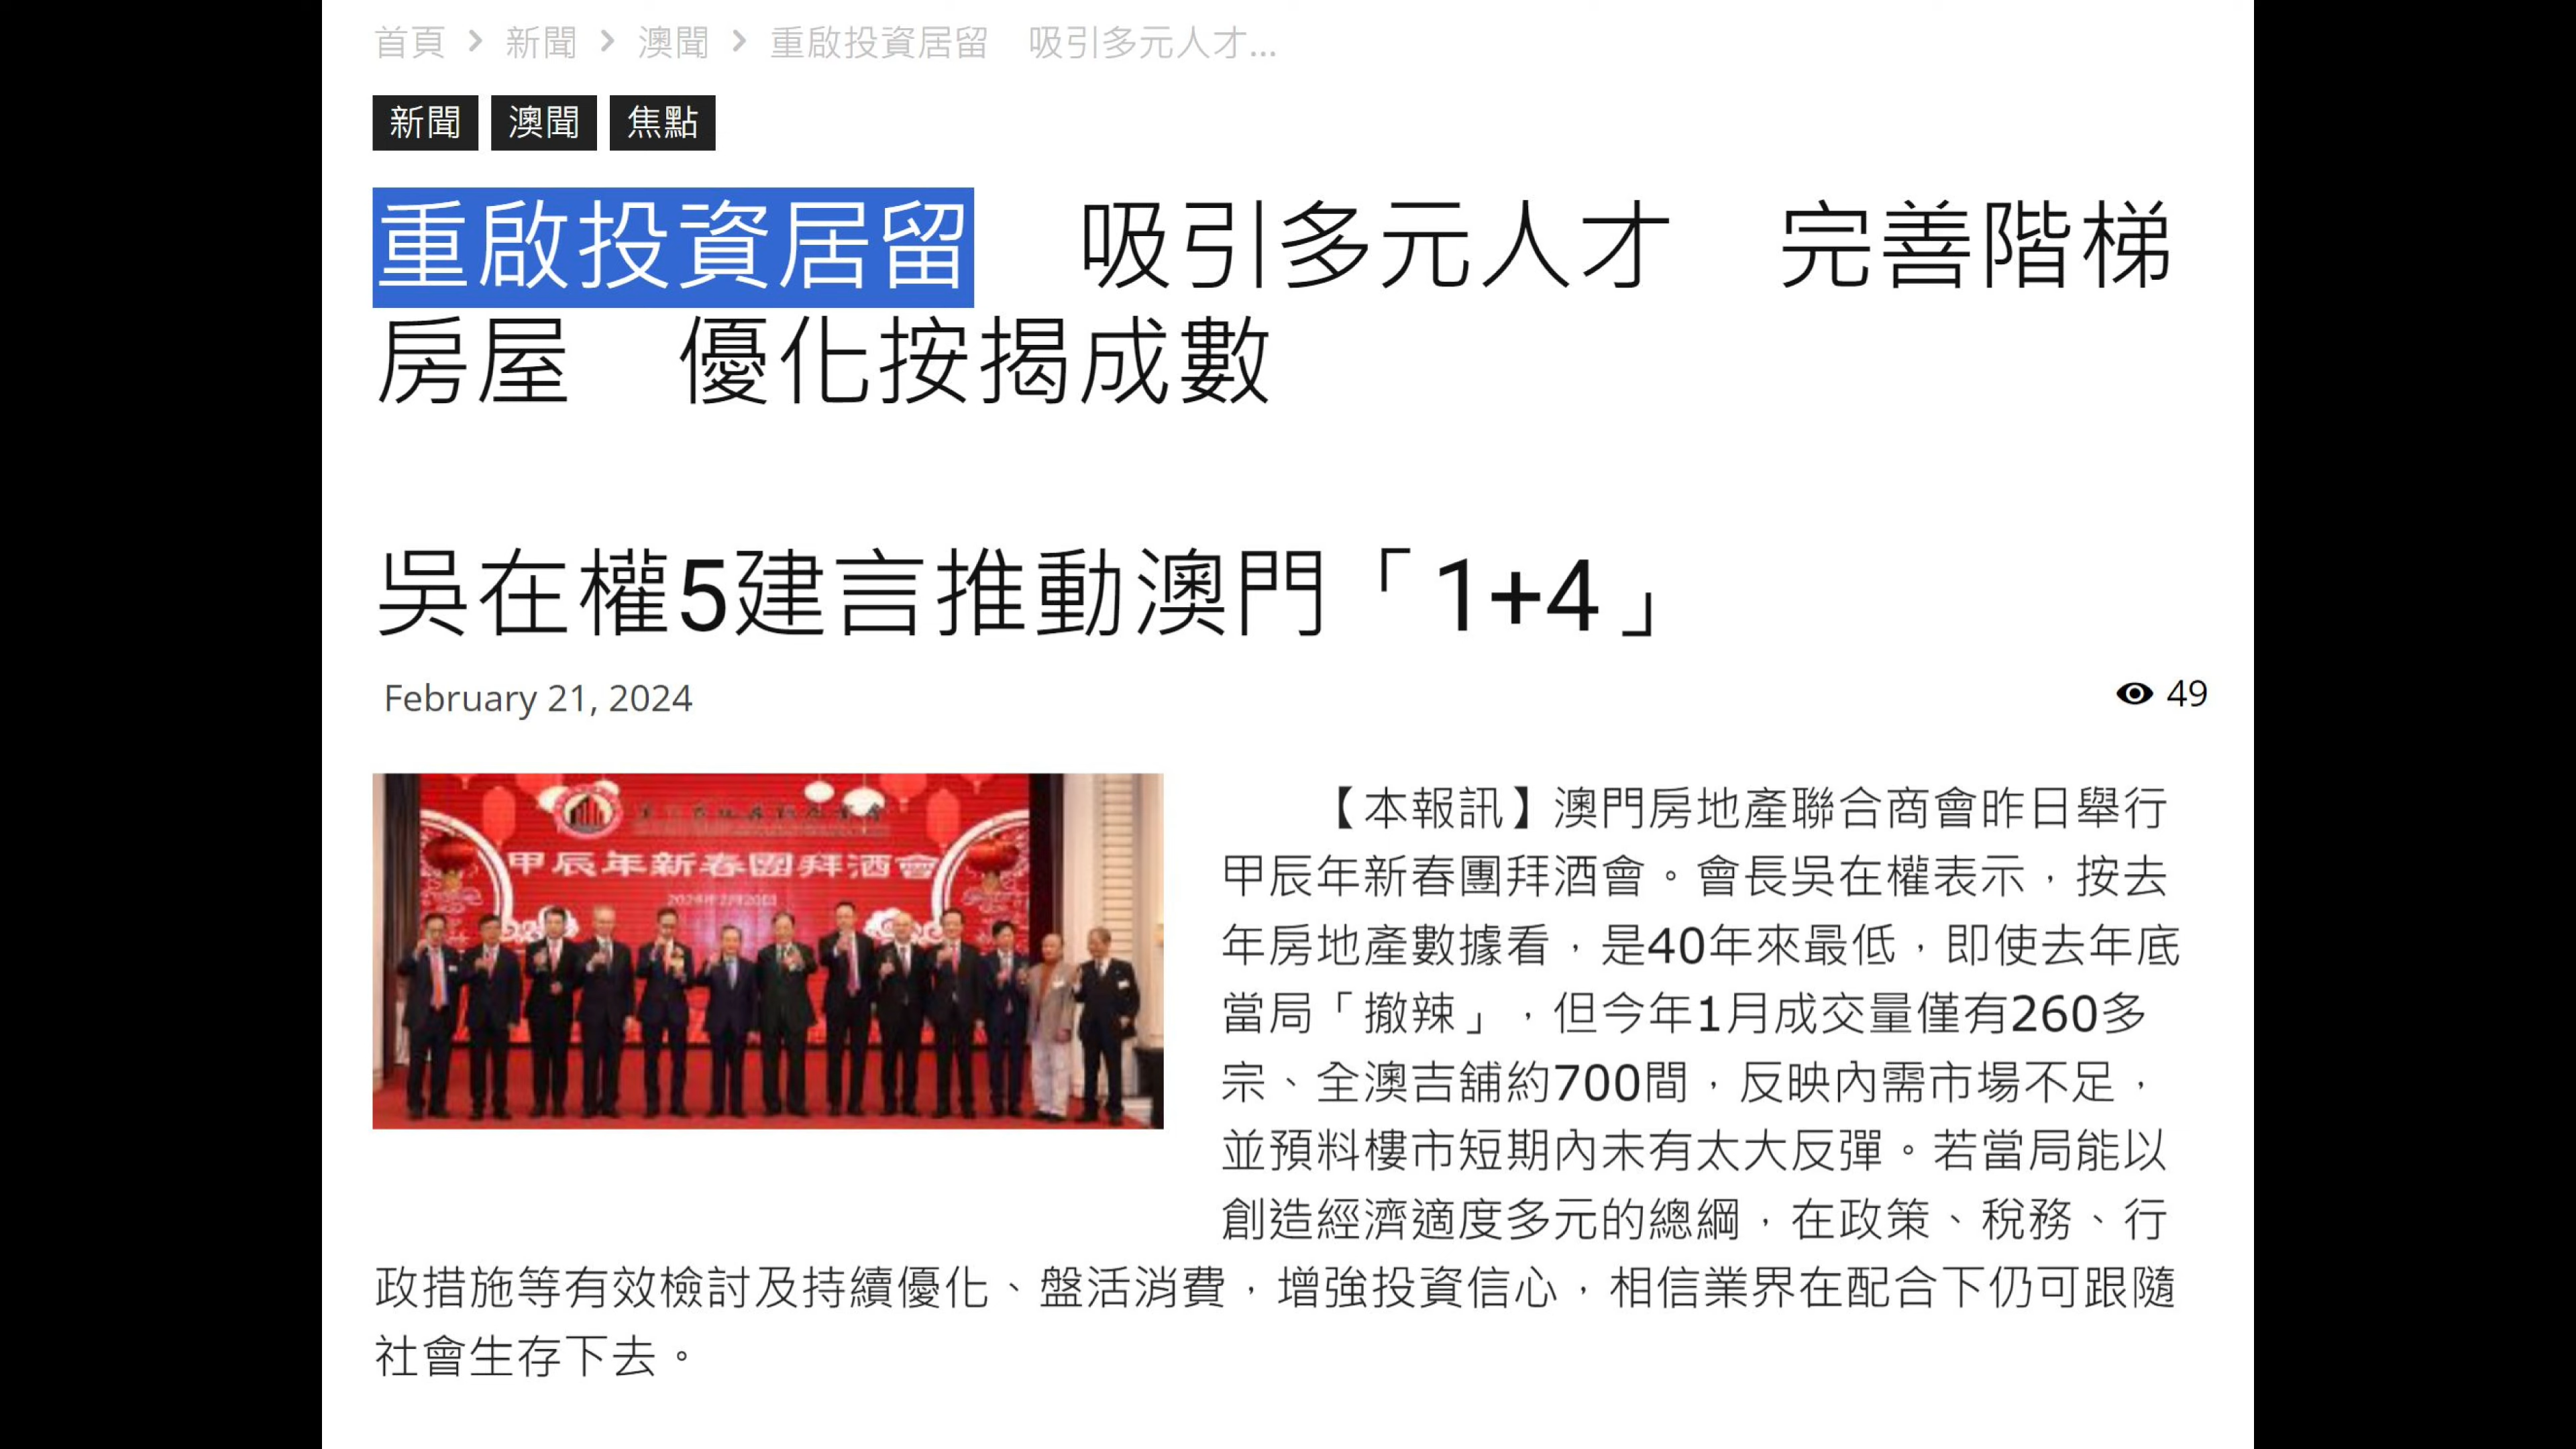 首頁 > 新聞 > 澳聞 > 重啟投資居留　吸引多元人才...
新聞 澳聞 焦點
重啟投資居留　吸引多元人才　完善階梯
房屋　優化按揭成數
吳在權5建言推動澳門「1+4」
February 21, 2024
49
甲辰年新春團拜酒會
2024年2月20日
【本報訊】澳門房地產聯合商會昨日舉行
甲辰年新春團拜酒會。會長吳在權表示，按去
年房地產數據看，是40年來最低，即使去年底
當局「撤辣」，但今年1月成交量僅有260多
宗、全澳吉舖約700間，反映內需市場不足，
並預料樓市短期內未有太大反彈。若當局能以
創造經濟適度多元的總綱，在政策、稅務、行
政措施等有效檢討及持續優化、盤活消費，增強投資信心，相信業界在配合下仍可跟隨
社會生存下去。